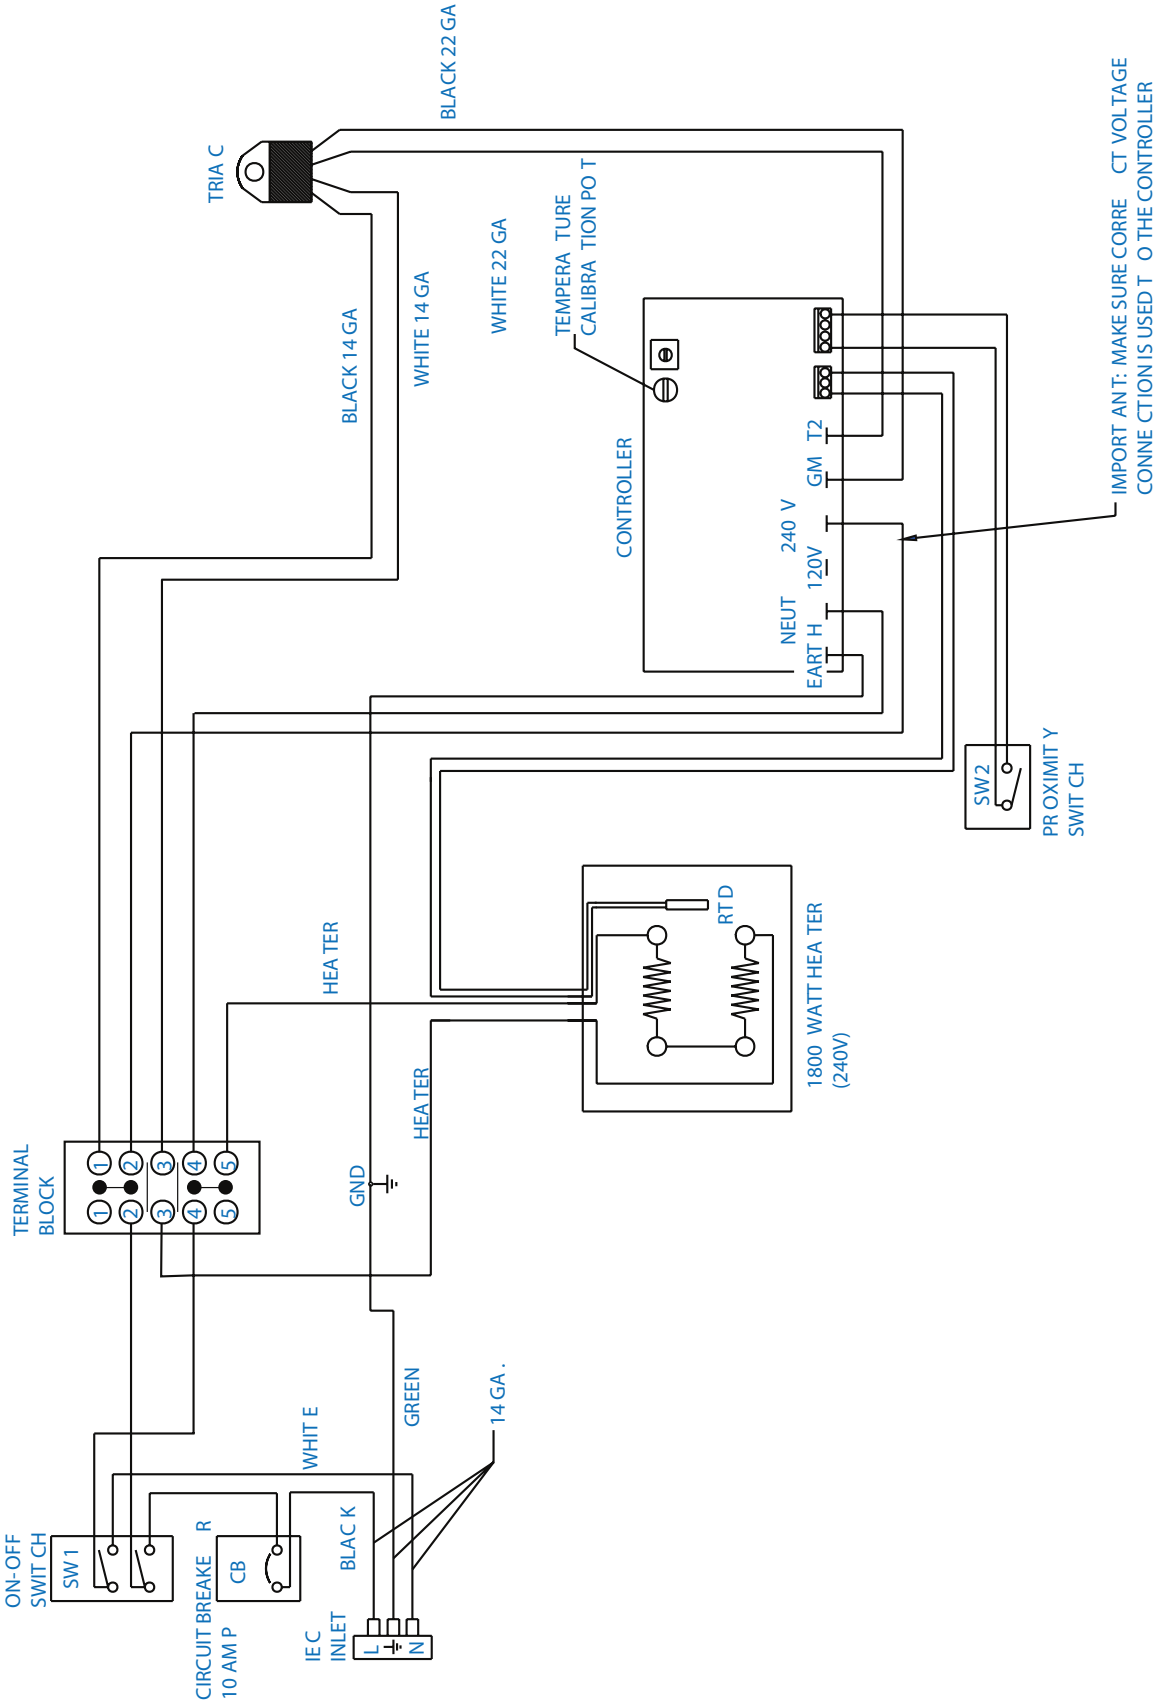 ON-OFF
SWIT CH
SW1
CIRCUIT BREAKE R
10 AM P
CB
IE C
INLET
L
N
BLAC K
WHIT E
GREEN
14 GA .
TERMINAL
BLOCK
1 2 3 4 5
1 2 3 4 5
GND
HEA TER
HEA TER
RT D
1800 WATT HEA TER
(240V)
SW2
PR OXIMIT Y
SWIT CH
TRIA C
BLACK 14 GA
WHITE 14 GA
BLACK 22 GA
WHITE 22 GA
TEMPERA TURE
CALIBRA TION PO T
CONTROLLER
EART H
NEUT
120V
240 V
GM
T2
IMPORT ANT: MAKE SURE CORRE CT VOLTAGE
CONNE CTION IS USED T O THE CONTROLLER